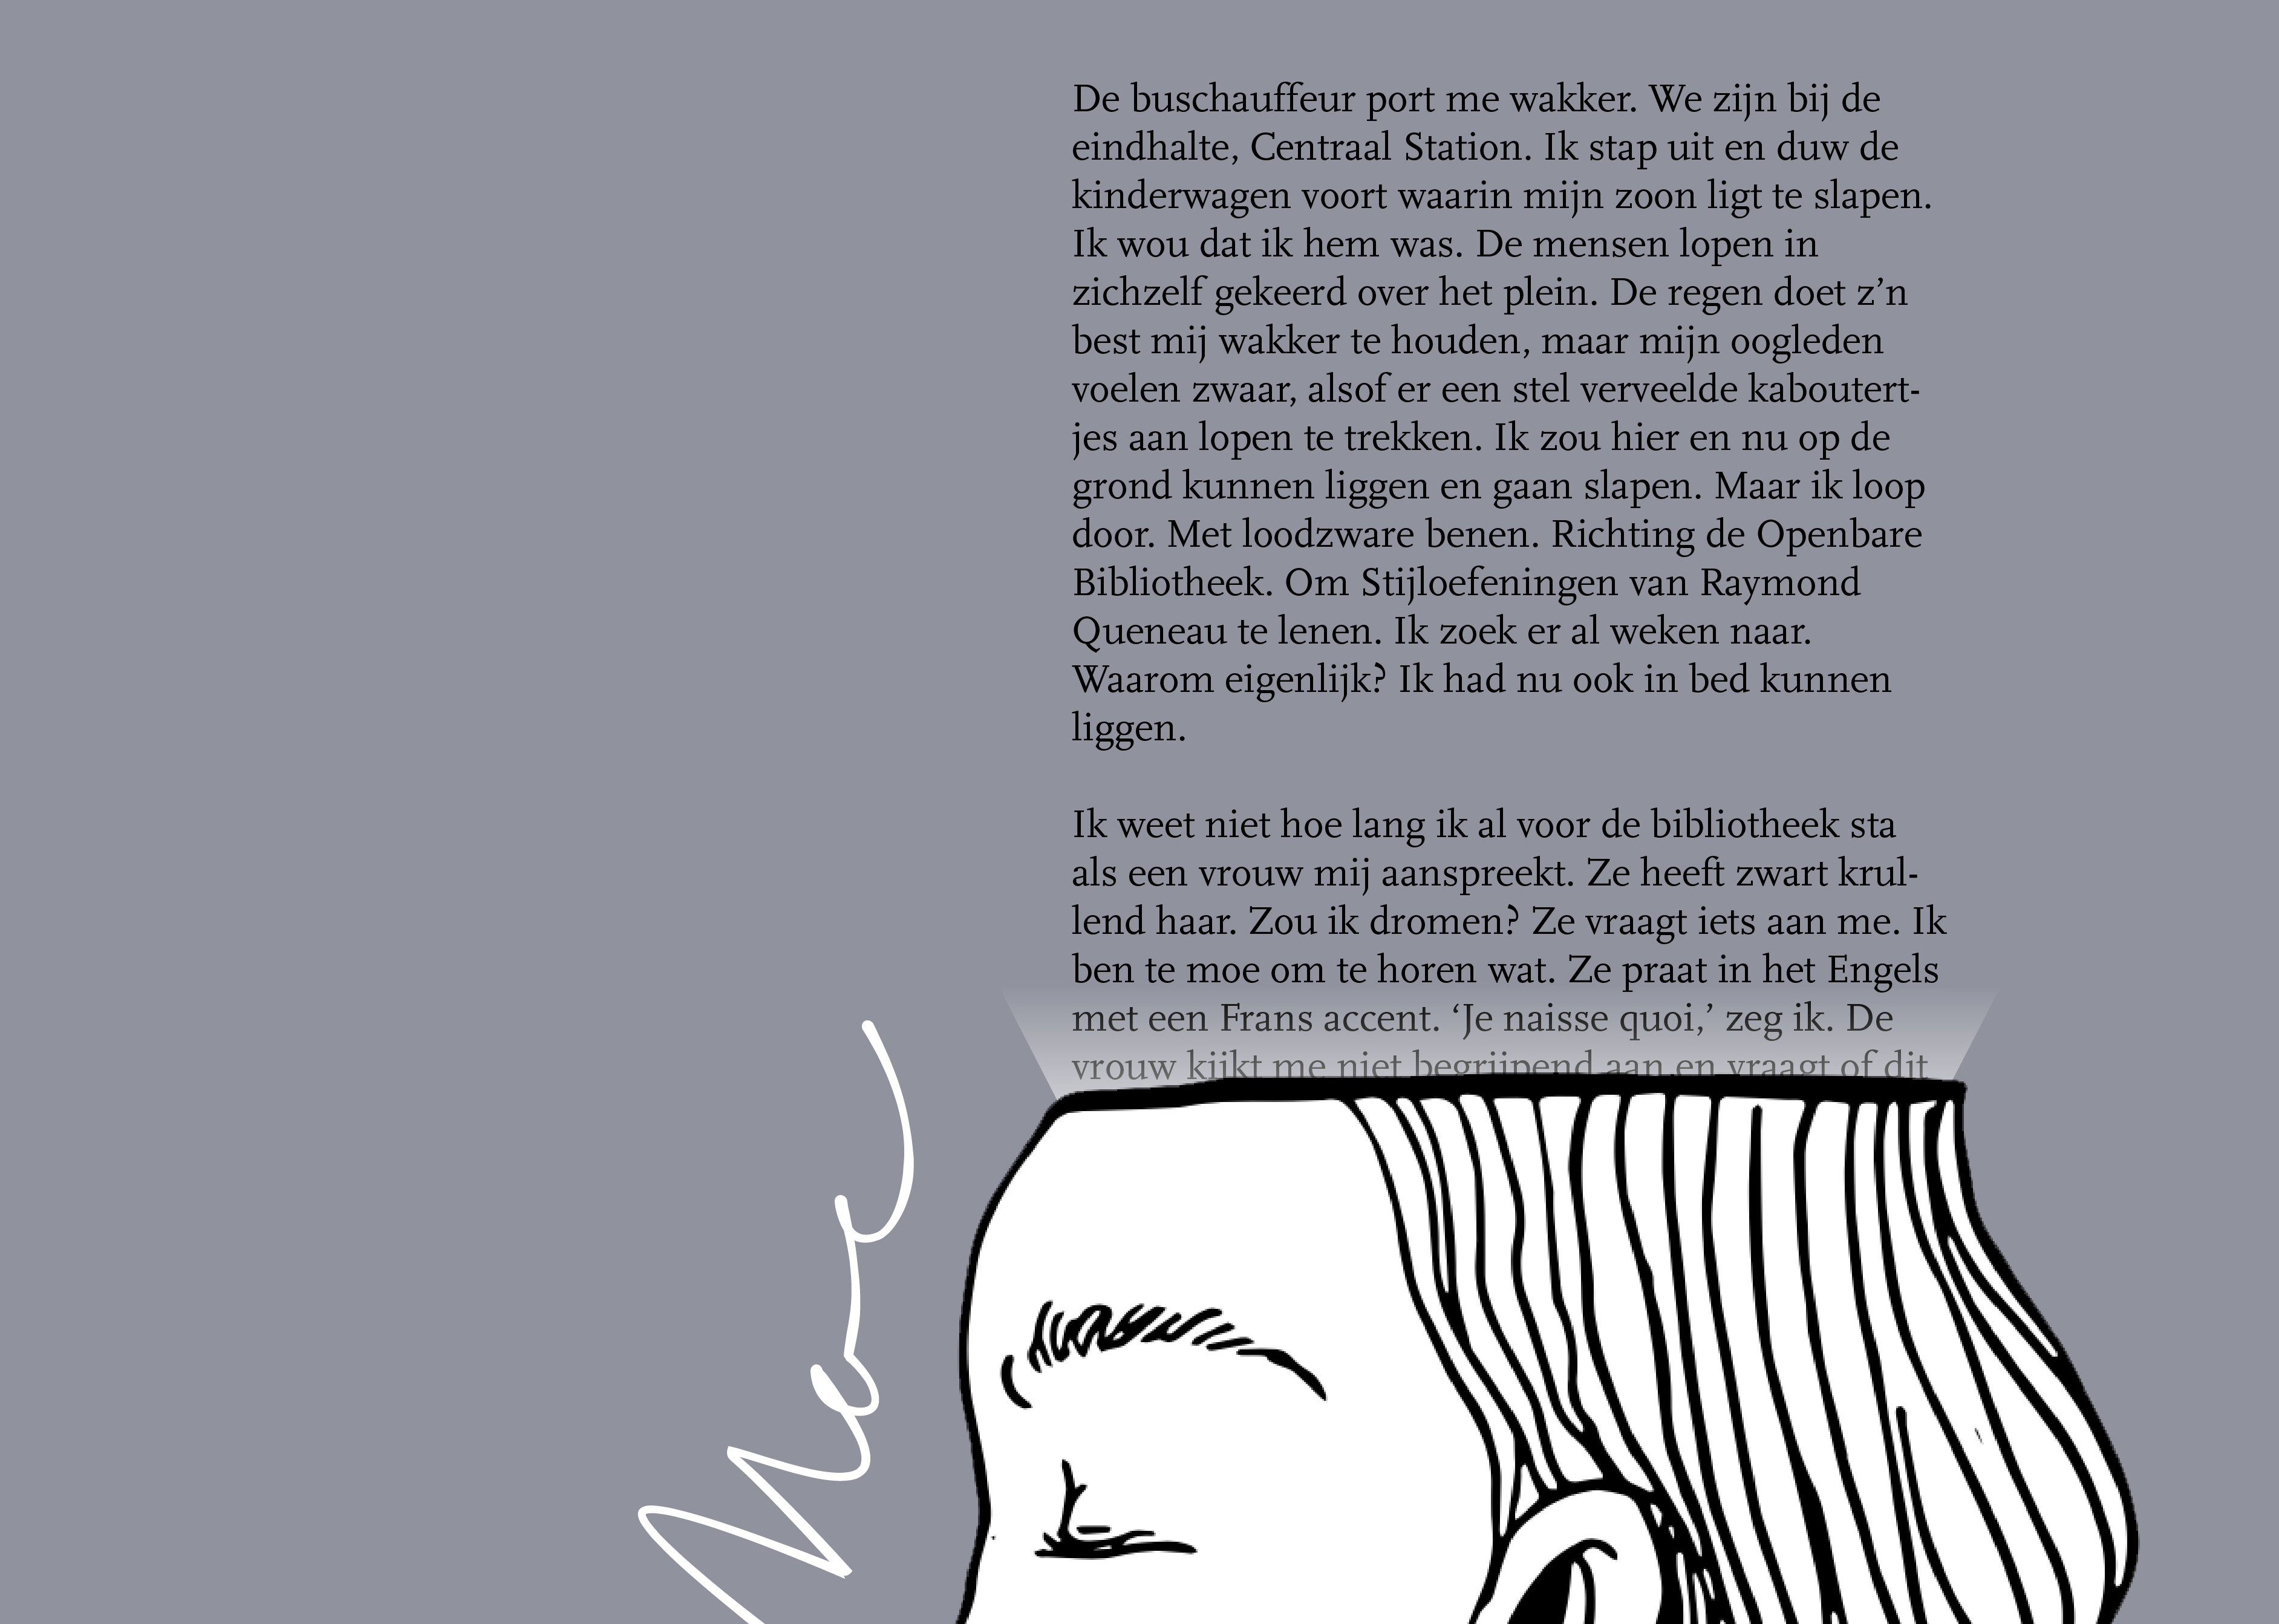 De buschauffeur port me wakker. We zijn bij de
eindhalte, Centraal Station. Ik stap uit en duw de
kinderwagen voort waarin mijn zoon ligt te slapen.
Ik wou dat ik hem was. De mensen lopen in
zichzelf gekeerd over het plein. De regen doet z’n
best mij wakker te houden, maar mijn oogleden
voelen zwaar, alsof er een stel verveelde kaboutert-
jes aan lopen te trekken. Ik zou hier en nu op de
grond kunnen liggen en gaan slapen. Maar ik loop
door. Met loodzware benen. Richting de Openbare
Bibliotheek. Om Stijloefeningen van Raymond
Queneau te lenen. Ik zoek er al weken naar.
Waarom eigenlijk? Ik had nu ook in bed kunnen
liggen.

Ik weet niet hoe lang ik al voor de bibliotheek sta
als een vrouw mij aanspreekt. Ze heeft zwart krul-
lend haar. Zou ik dromen? Ze vraagt iets aan me. Ik
ben te moe om te horen wat. Ze praat in het Engels
met een Frans accent. ‘Je naisse quoi,’ zeg ik. De
vrouw kijkt me niet begrijpend aan en vraagt of dit